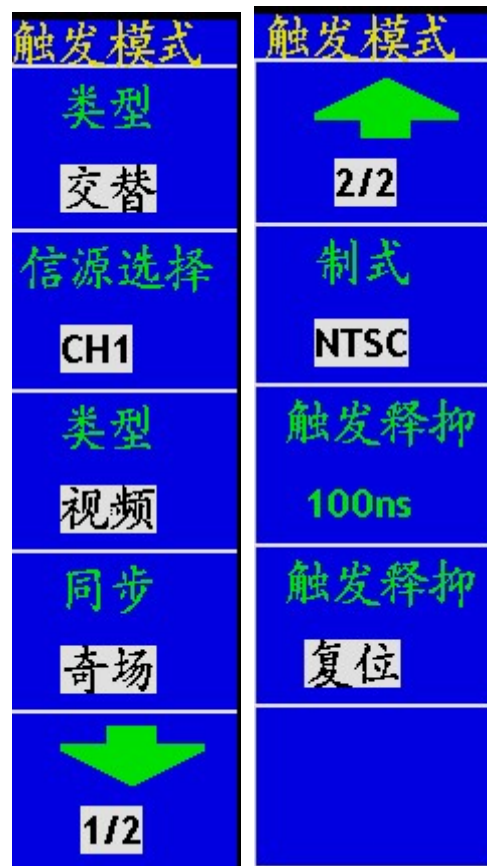 触发模式
类型
交替
信源选择
CH1
类型
视频
同步
奇场
1/2
触发模式
2/2
制式
NTSC
触发释抑
100ns
触发释抑
复位